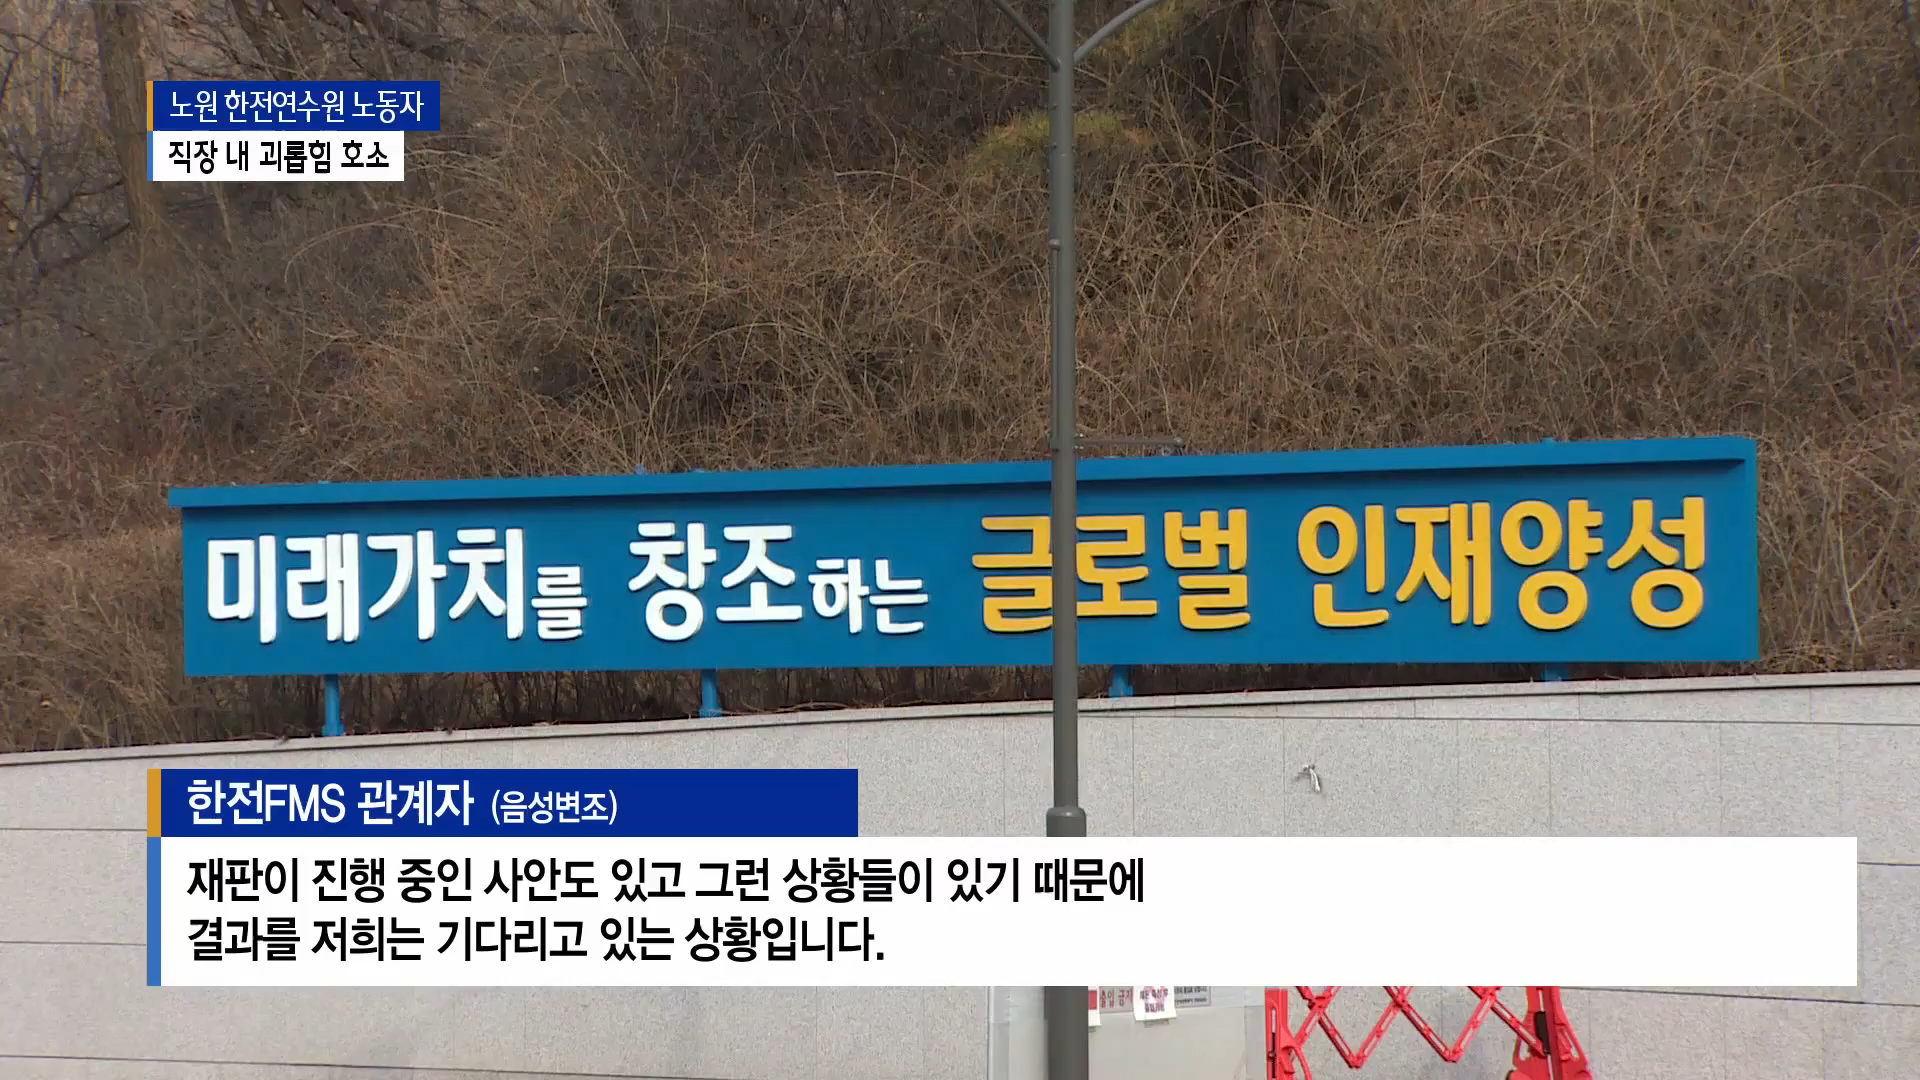 노원 한전연수원 노동자
직장 내 괴롭힘 호소
미래가치를 창조하는 글로벌 인재양성
한전FMS 관계자 (음성변조)
재판이 진행 중인 사안도 있고 그런 상황들이 있기 때문에
결과를 저희는 기다리고 있는 상황입니다.
출입 금지